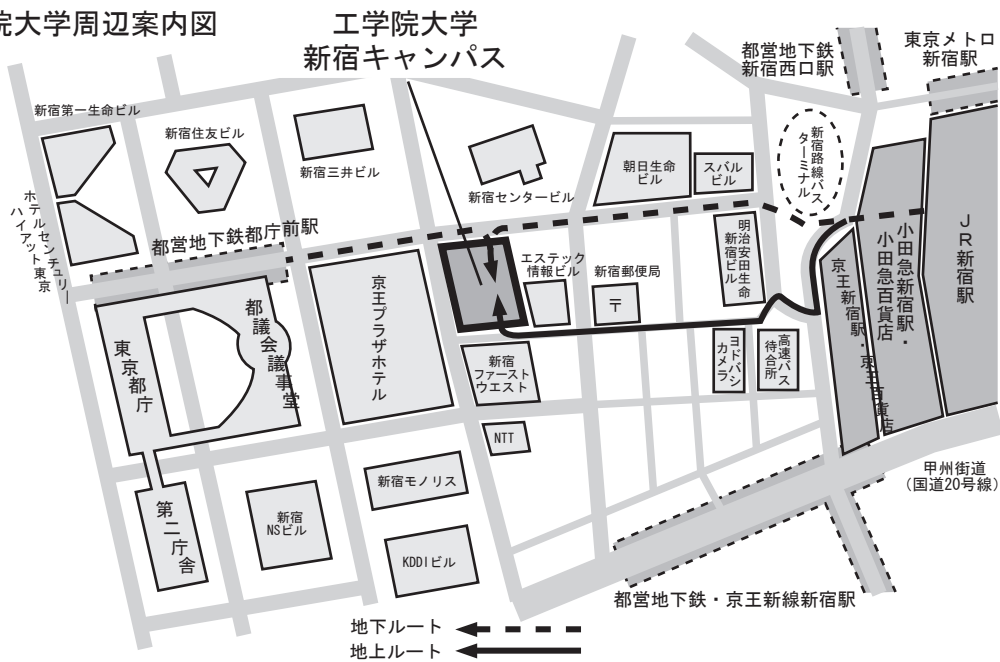 院大学周辺案内図
工学院大学
新宿キャンパス
都営地下鉄
新宿西口駅
東京メトロ
新宿駅
新宿第一生命ビル
新宿住友ビル
新宿三井ビル
新宿センタービル
朝日生命
ビル
スバル
ビル
新宿路線バス
ターミナル
ホテルセンチュリー
ハイアット東京
都営地下鉄都庁前駅
エステック
情報ビル
新宿郵便局
〒
明治安田生命
新宿ビル
小田急新宿駅・
小田急百貨店
JR新宿駅
京王新宿駅・京王百貨店
都議会議事堂
東京都庁
京王プラザホテル
新宿
ファースト
ウエスト
ヨドバシ
カメラ
高速バス
待合所
NTT
甲州街道
(国道20号線)
新宿モノリス
第二庁舎
新宿
NSビル
KDDIビル
都営地下鉄・京王新線新宿駅
地下ルート
地上ルート